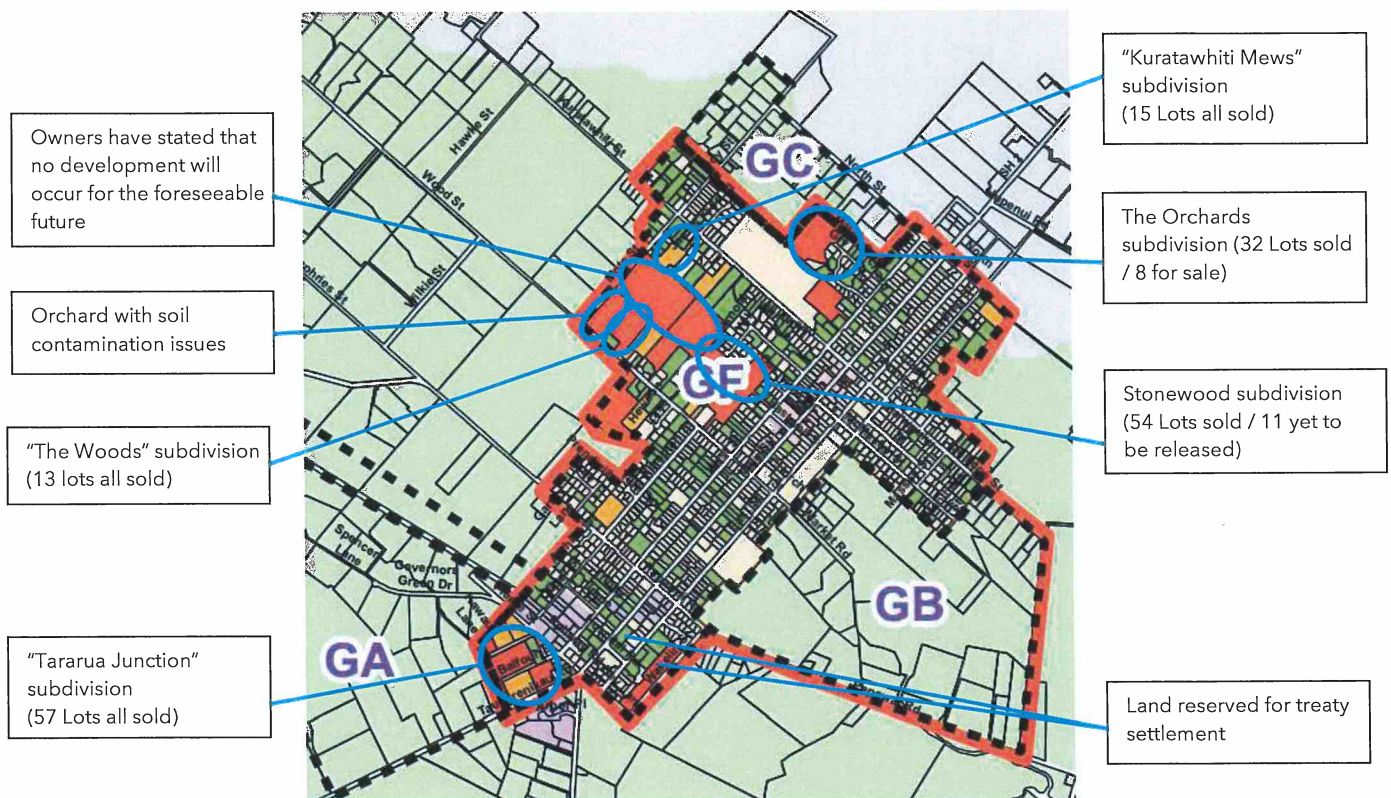 "Kuratawhiti Mews"
subdivision
(15 Lots all sold)
Owners have stated that
no development will
occur for the foreseeable
future
The Orchards
subdivision (32 Lots sold
/ 8 for sale)
Orchard with soil
contamination issues
Stonewood subdivision
(54 Lots sold / 11 yet to
be released)
"The Woods" subdivision
(13 lots all sold)
"Tararua Junction"
subdivision
(57 Lots all sold)
Land reserved for treaty
settlement
GC
GF
GB
GA
Hawke St
Wood St
Wilkie St
North St
SH 2
Market Rd
Spencer
Lane
Governors
Green Dr